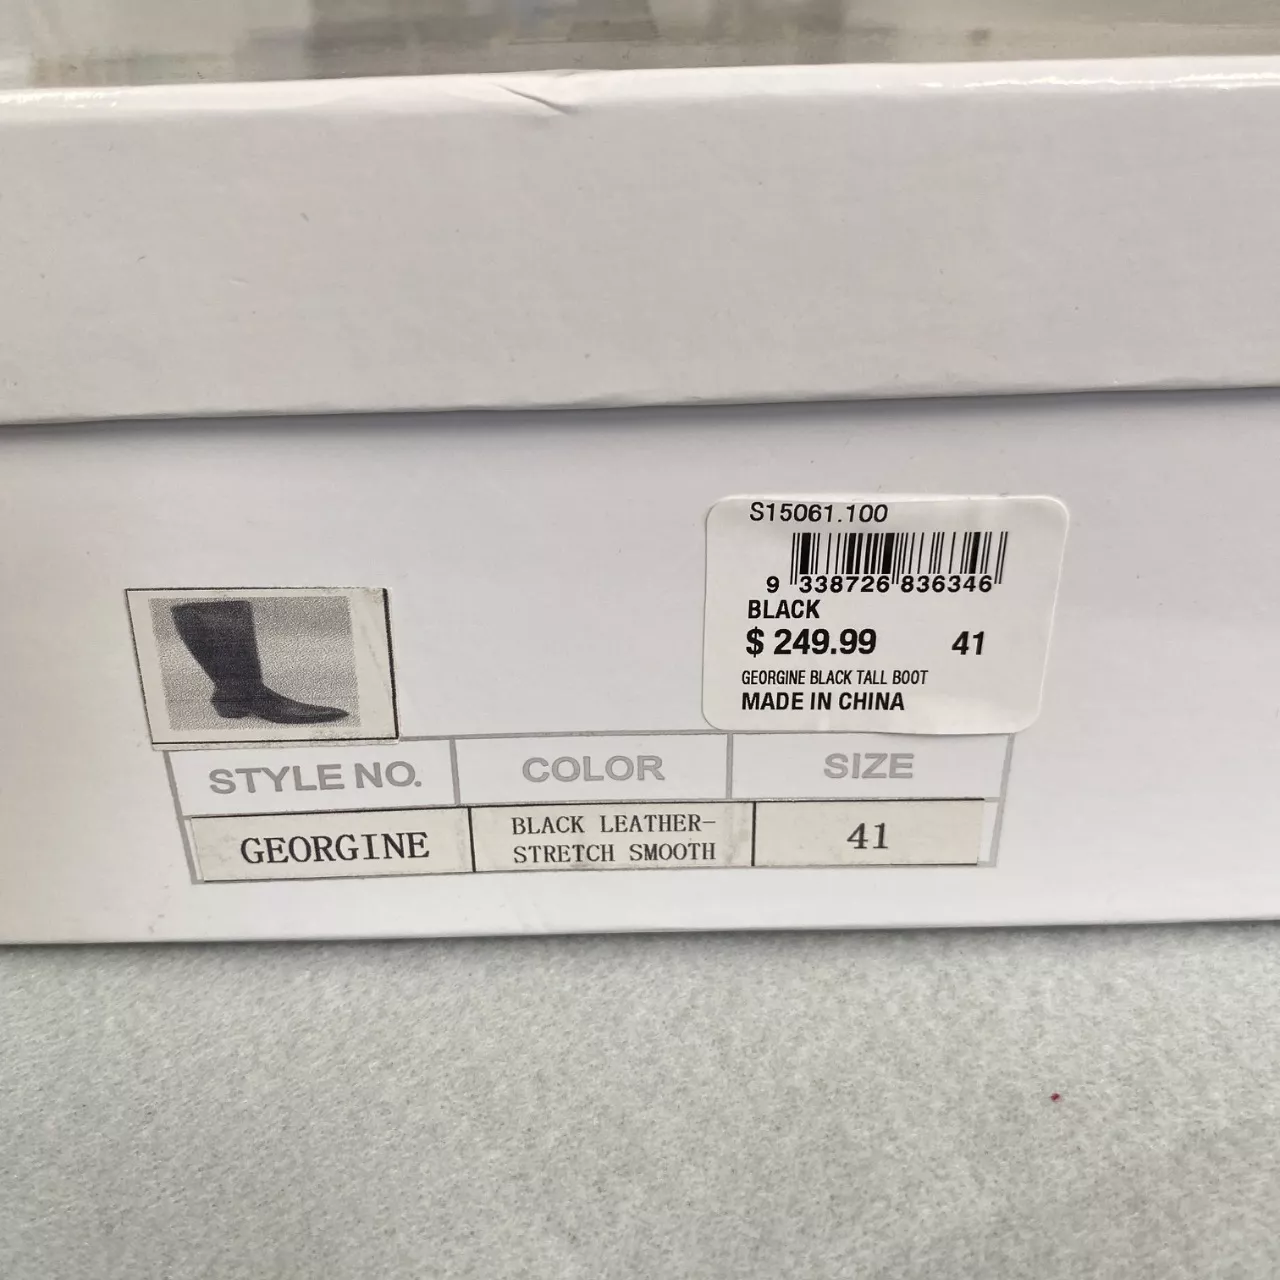 S15061.100
9 338726 836346
BLACK
$ 249.99 41
GEORGINE BLACK TALL BOOT
MADE IN CHINA
STYLE NO. COLOR SIZE
GEORGINE BLACK LEATHER-
STRETCH SMOOTH 41